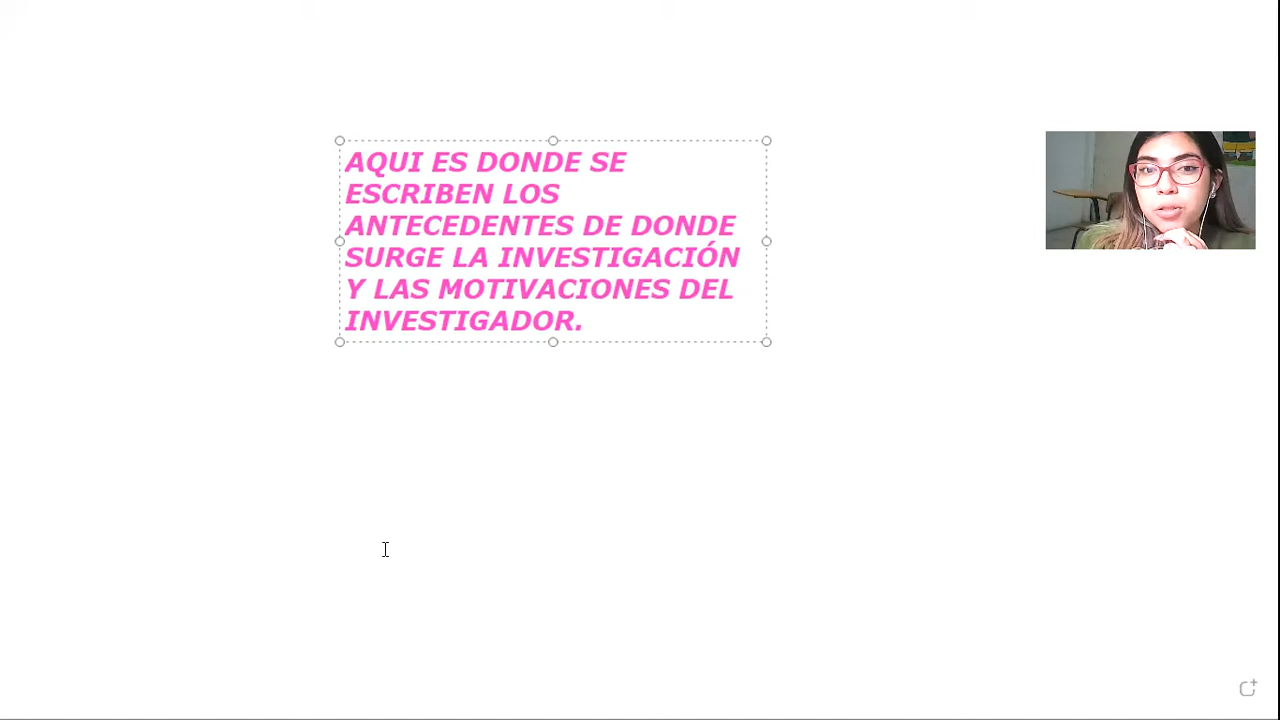 AQUI ES DONDE SE
ESCRIBEN LOS
ANTECEDENTES DE DONDE
SURGE LA INVESTIGACIÓN
Y LAS MOTIVACIONES DEL
INVESTIGADOR.